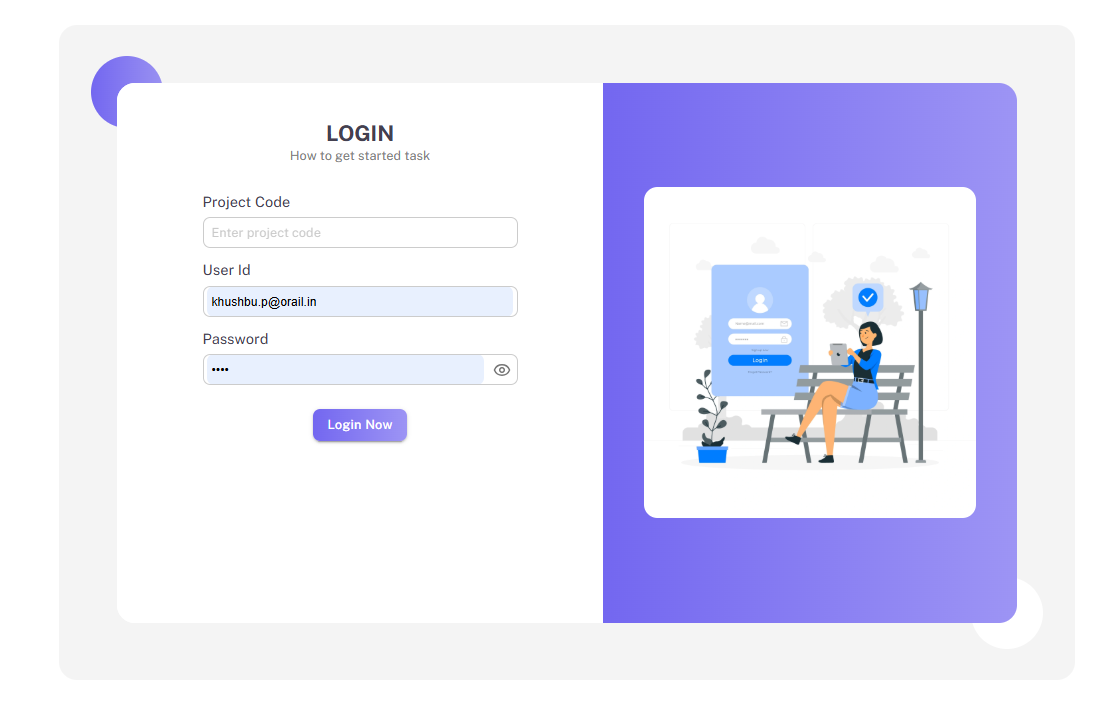 LOGIN
How to get started task
Project Code
Enter project code
User Id
khushbu.p@orail.in
Password
••••
Login Now
Login